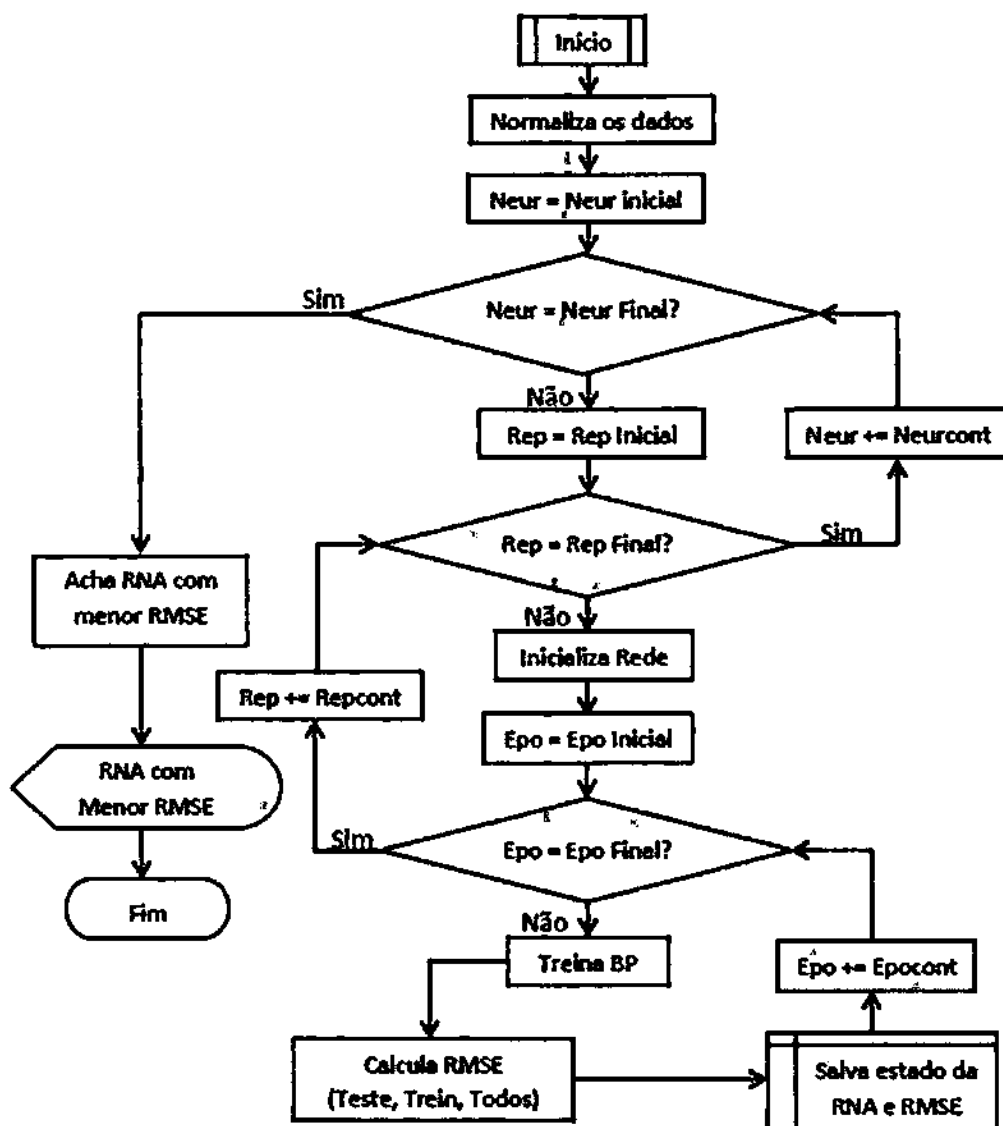 Início
Normaliza os dados
Neur = Neur inicial
Sim
Neur = Neur Final?
Não
Rep = Rep Inicial
Neur += Neurcont
Rep = Rep Final?
Sim
Acha RNA com
menor RMSE
Não
Inicializa Rede
Rep += Repcont
Epo = Epo Inicial
RNA com
Menor RMSE
Sim
Epo = Epo Final?
Fim
Não
Treina BP
Epo += Epocont
Calcula RMSE
(Teste, Trein, Todos)
Salva estado da
RNA e RMSE